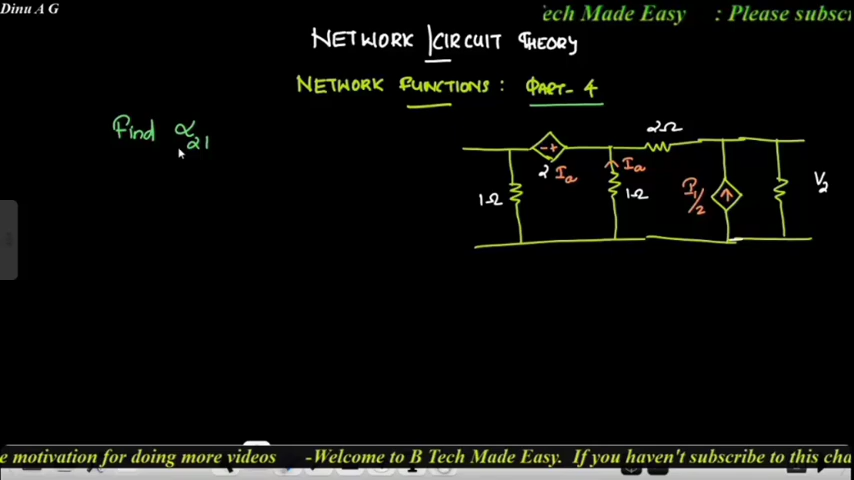 Dinu A G
ech Made Easy : Please subsc
NETWORK | CIRCUIT THEORY
NETWORK FUNCTIONS: PART-4
Find α21
2Ω
- +
2 Ia
Ia
1Ω
1Ω
I1/2
V2
e motivation for doing more videos -Welcome to B Tech Made Easy. If you haven't subscribe to this cha